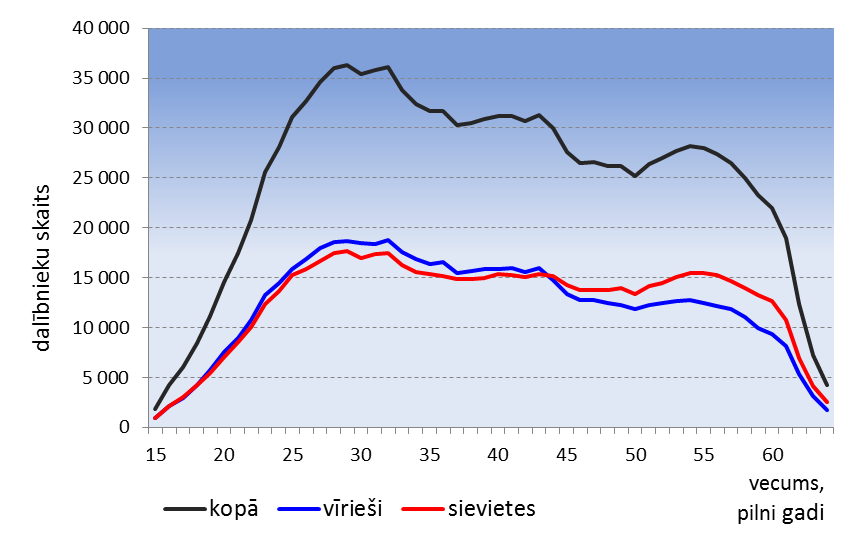 dalībnieku skaits
40 000
35 000
30 000
25 000
20 000
15 000
10 000
5 000
0
15 20 25 30 35 40 45 50 55 60
vecums,
pilni gadi
kopā vīrieši sievietes